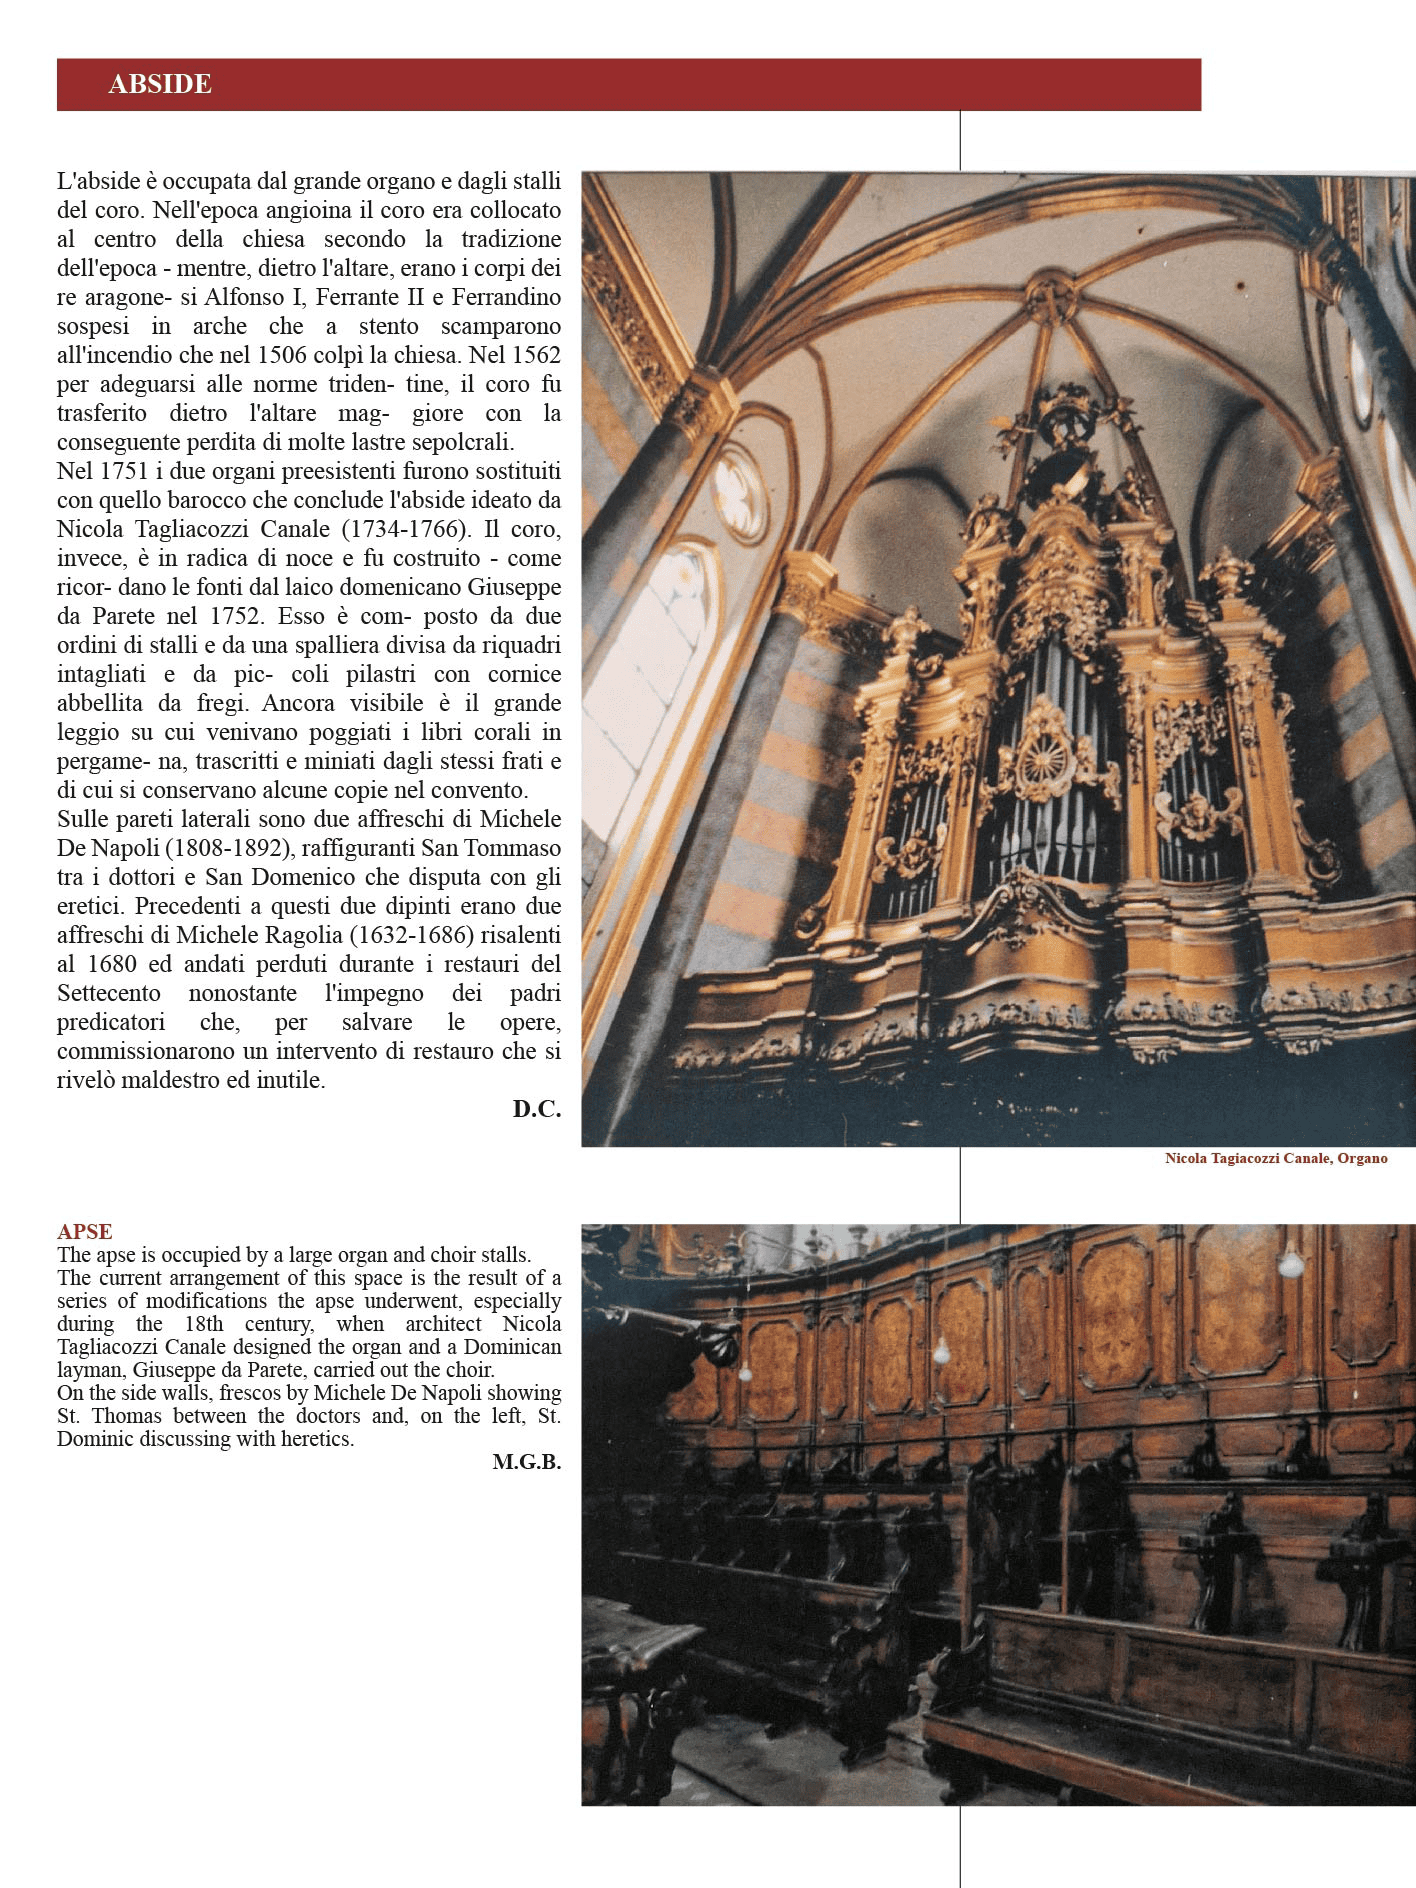 ABSIDE
L'abside è occupata dal grande organo e dagli stalli
del coro. Nell'epoca angioina il coro era collocato
al centro della chiesa secondo la tradizione
dell'epoca - mentre, dietro l'altare, erano i corpi dei
re aragone- si Alfonso I, Ferrante II e Ferrandino
sospesi in arche che a stento scamparono
all'incendio che nel 1506 colpì la chiesa. Nel 1562
per adeguarsi alle norme triden- tine, il coro fu
trasferito dietro l'altare mag- giore con la
conseguente perdita di molte lastre sepolcrali.
Nel 1751 i due organi preesistenti furono sostituiti
con quello barocco che conclude l'abside ideato da
Nicola Tagliacozzi Canale (1734-1766). Il coro,
invece, è in radica di noce e fu costruito - come
ricor- dano le fonti dal laico domenicano Giuseppe
da Parete nel 1752. Esso è com- posto da due
ordini di stalli e da una spalliera divisa da riquadri
intagliati e da pic- coli pilastri con cornice
abbellita da fregi. Ancora visibile è il grande
leggio su cui venivano poggiati i libri corali in
pergame- na, trascritti e miniati dagli stessi frati e
di cui si conservano alcune copie nel convento.
Sulle pareti laterali sono due affreschi di Michele
De Napoli (1808-1892), raffiguranti San Tommaso
tra i dottori e San Domenico che disputa con gli
eretici. Precedenti a questi due dipinti erano due
affreschi di Michele Ragolia (1632-1686) risalenti
al 1680 ed andati perduti durante i restauri del
Settecento nonostante l'impegno dei padri
predicatori che, per salvare le opere,
commissionarono un intervento di restauro che si
rivelò maldestro ed inutile.
D.C.
Nicola Tagiacozzi Canale, Organo
APSE
The apse is occupied by a large organ and choir stalls.
The current arrangement of this space is the result of a
series of modifications the apse underwent, especially
during the 18th century, when architect Nicola
Tagliacozzi Canale designed the organ and a Dominican
layman, Giuseppe da Parete, carried out the choir.
On the side walls, frescos by Michele De Napoli showing
St. Thomas between the doctors and, on the left, St.
Dominic discussing with heretics.
M.G.B.